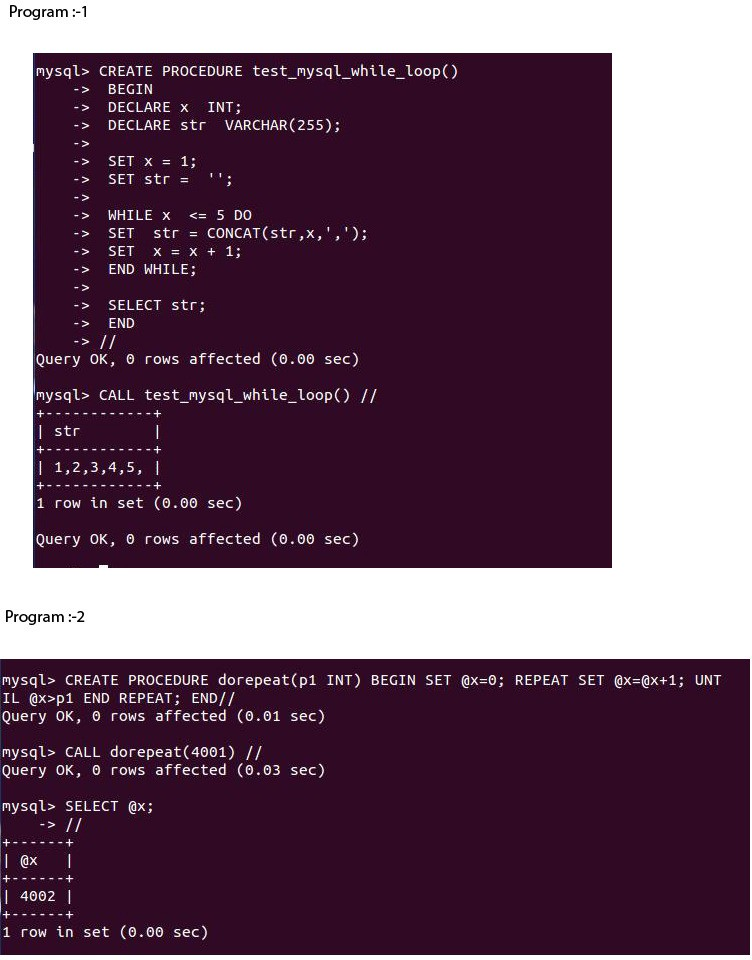 Program :-1
mysql> CREATE PROCEDURE test_mysql_while_loop()
    -> BEGIN
    -> DECLARE x  INT;
    -> DECLARE str  VARCHAR(255);
    ->
    -> SET x = 1;
    -> SET str =  '';
    ->
    -> WHILE x  <= 5 DO
    -> SET  str = CONCAT(str,x,',');
    -> SET  x = x + 1;
    -> END WHILE;
    ->
    -> SELECT str;
    -> END
    -> //
Query OK, 0 rows affected (0.00 sec)
mysql> CALL test_mysql_while_loop() //
+------------+
| str        |
+------------+
| 1,2,3,4,5, |
+------------+
1 row in set (0.00 sec)
Query OK, 0 rows affected (0.00 sec)
Program :-2
mysql> CREATE PROCEDURE dorepeat(p1 INT) BEGIN SET @x=0; REPEAT SET @x=@x+1; UNT
IL @x>p1 END REPEAT; END//
Query OK, 0 rows affected (0.01 sec)
mysql> CALL dorepeat(4001) //
Query OK, 0 rows affected (0.03 sec)
mysql> SELECT @x;
    -> //
+------+
| @x   |
+------+
| 4002 |
+------+
1 row in set (0.00 sec)